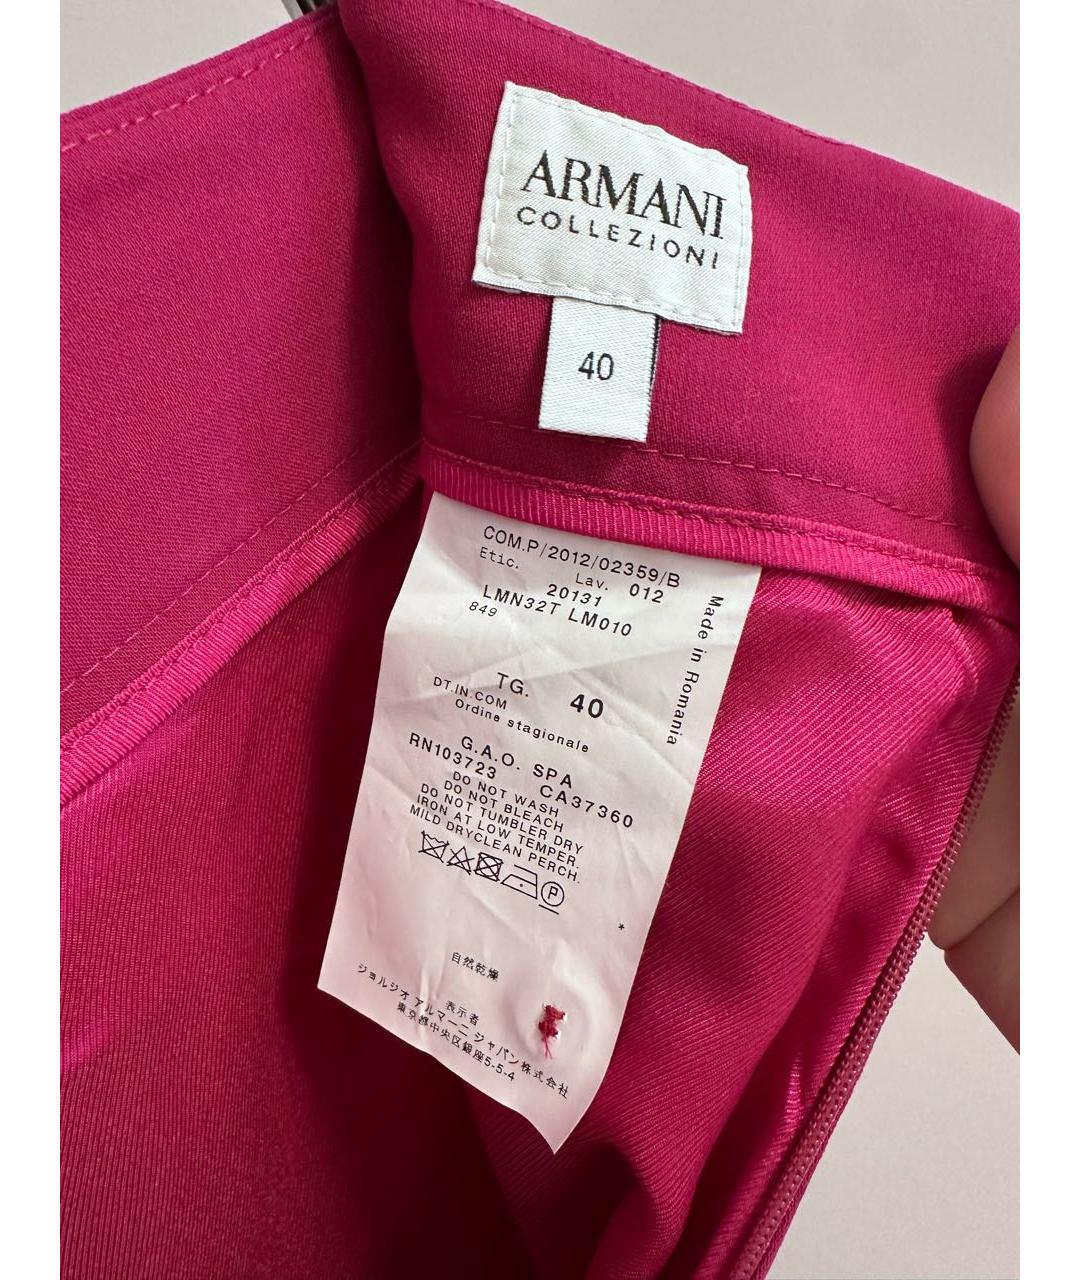 ARMANI
COLLEZIONI
40
COM.P/2012/02359/B
Etic. Lav. 012
20131
LMN32T LM010
849
Made in Romania
TG. 40
DT.IN.COM
Ordine stagionale
G.A.O. SPA
RN103723 CA37360
DO NOT WASH
DO NOT BLEACH
DO NOT TUMBLER DRY
IRON AT LOW TEMPER.
MILD DRYCLEAN PERCH.
P
*
自然乾燥
表示者
ジョルジオ アルマーニ ジャパン株式会社
東京都中央区銀座5-5-4